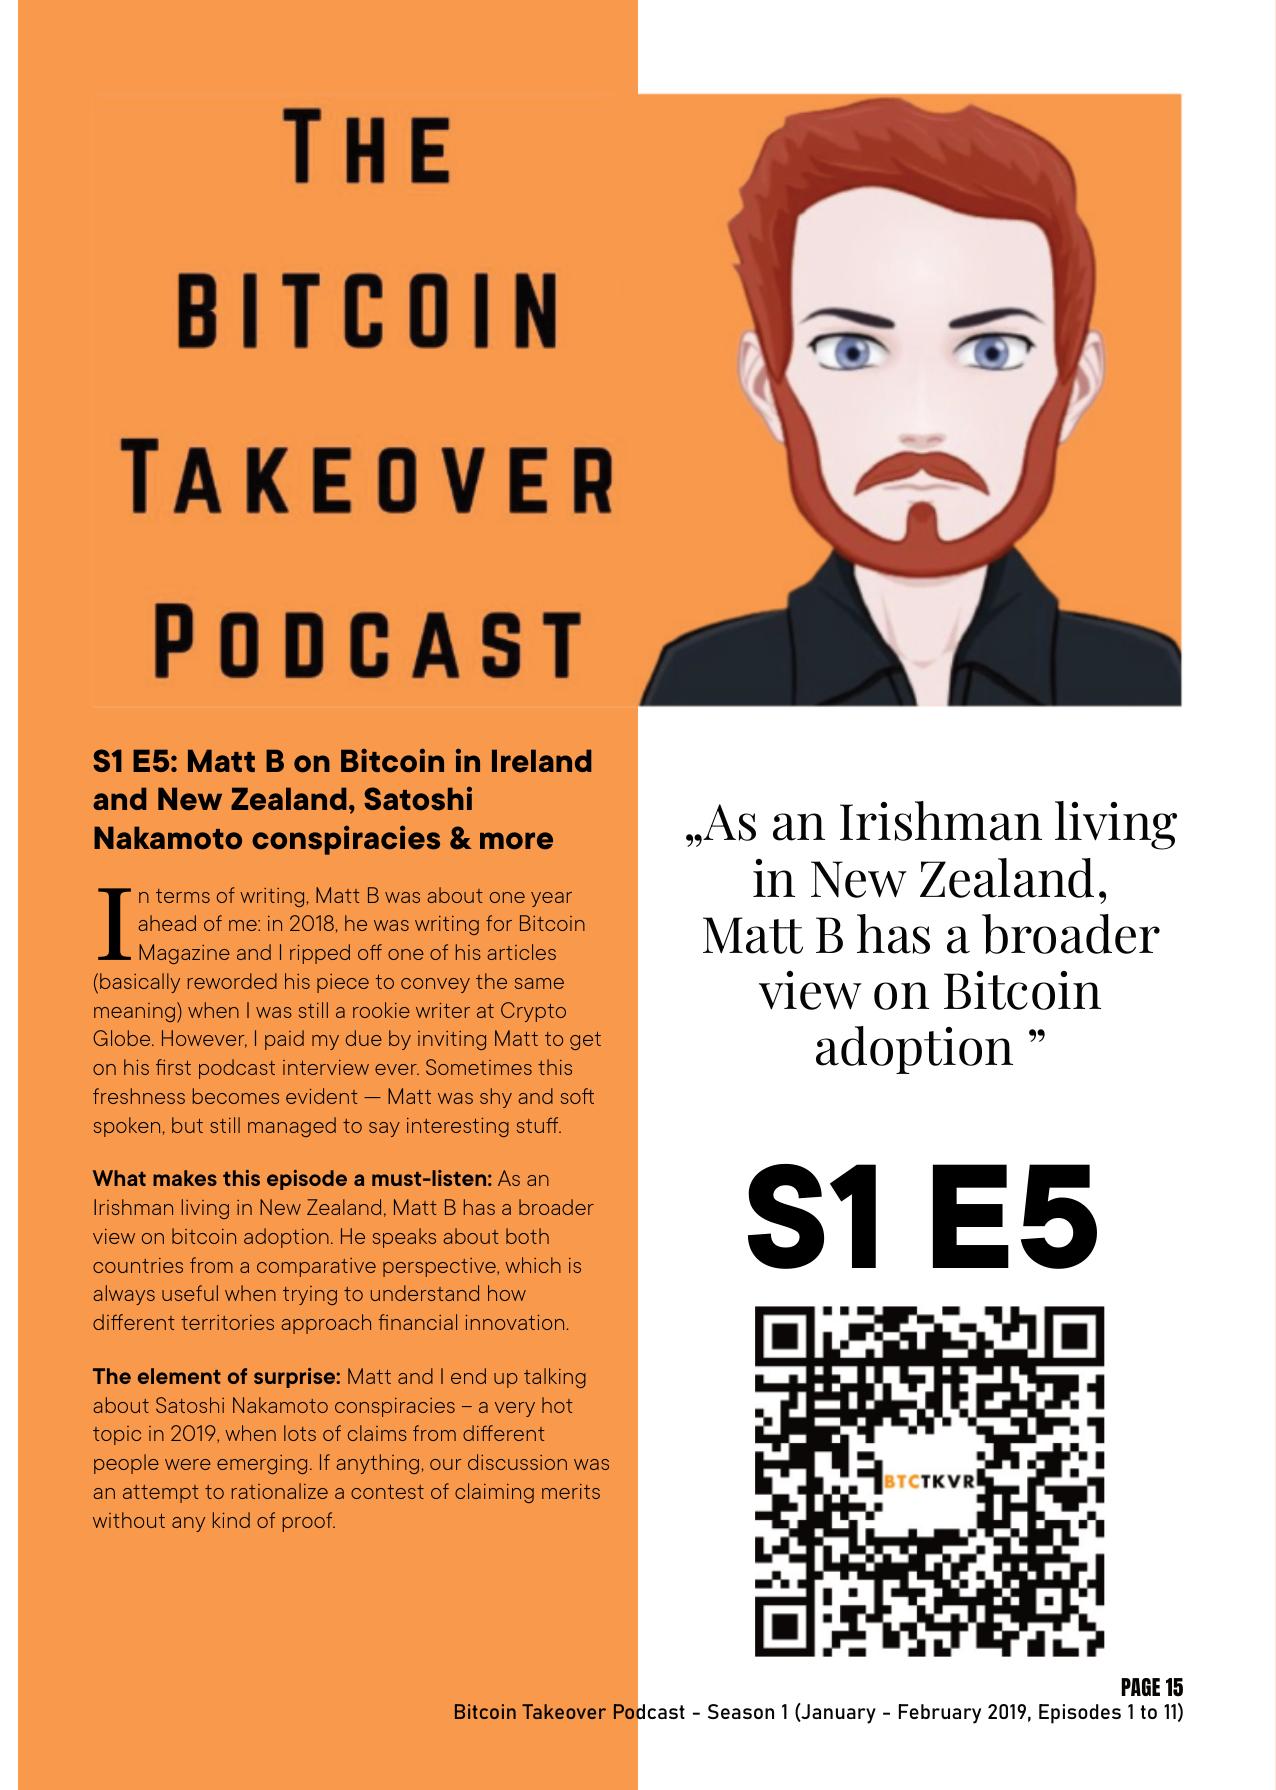 THE
BITCOIN
TAKEOVER
PODCAST
S1 E5: Matt B on Bitcoin in Ireland
and New Zealand, Satoshi
Nakamoto conspiracies & more
In terms of writing, Matt B was about one year
ahead of me: in 2018, he was writing for Bitcoin
Magazine and I ripped off one of his articles
(basically reworded his piece to convey the same
meaning) when I was still a rookie writer at Crypto
Globe. However, I paid my due by inviting Matt to get
on his first podcast interview ever. Sometimes this
freshness becomes evident — Matt was shy and soft
spoken, but still managed to say interesting stuff.
What makes this episode a must-listen: As an
Irishman living in New Zealand, Matt B has a broader
view on bitcoin adoption. He speaks about both
countries from a comparative perspective, which is
always useful when trying to understand how
different territories approach financial innovation.
The element of surprise: Matt and I end up talking
about Satoshi Nakamoto conspiracies – a very hot
topic in 2019, when lots of claims from different
people were emerging. If anything, our discussion was
an attempt to rationalize a contest of claiming merits
without any kind of proof.
„As an Irishman living
in New Zealand,
Matt B has a broader
view on Bitcoin
adoption ”
S1 E5
BTCTKVR
PAGE 15
Bitcoin Takeover Podcast - Season 1 (January - February 2019, Episodes 1 to 11)